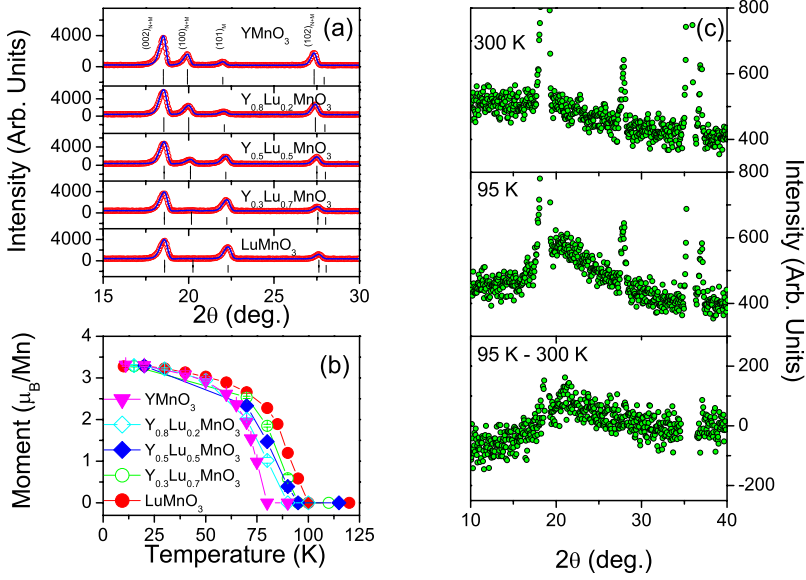 (a)
(002)N+M (100)N+M (101)M (102)N+M
YMnO3
Y0.8Lu0.2MnO3
Y0.5Lu0.5MnO3
Y0.3Lu0.7MnO3
LuMnO3
4000
0
4000
0
4000
0
4000
0
4000
0
Intensity (Arb. Units)
15 20 25 30
2θ (deg.)
(b)
4
3
2
1
0
Moment (μB/Mn)
YMnO3
Y0.8Lu0.2MnO3
Y0.5Lu0.5MnO3
Y0.3Lu0.7MnO3
LuMnO3
0 25 50 75 100 125
Temperature (K)
(c)
300 K
800
600
400
95 K
800
600
400
95 K - 300 K
200
0
-200
Intensity (Arb. Units)
10 20 30 40
2θ (deg.)